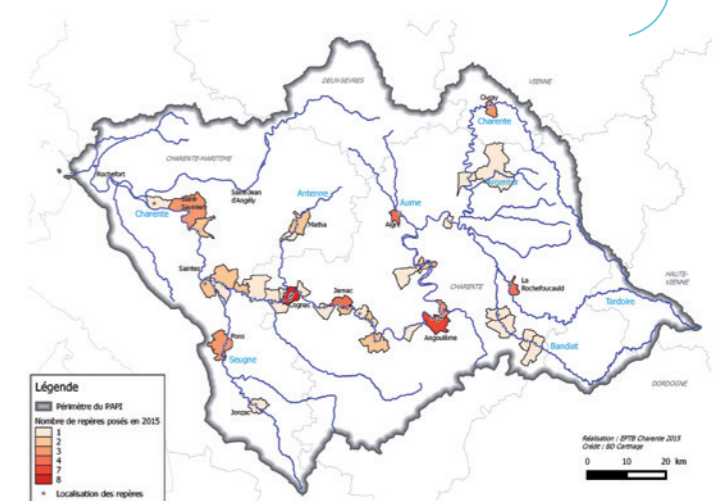 DEUX-SEVRES
VIENNE
Civray
Charente
CHARENTE-MARITIME
Rochefort
Argentor
Saint-Jean
d'Angély
Antenne
Saint-
Savinien
Charente
Aume
Matha
Aigre
HAUTE-
VIENNE
Saintes
La
Rochefoucauld
Jarnac
CHARENTE
Cognac
Tardoire
Angoulême
Pons
Bandiat
Seugne
DORDOGNE
Jonzac
Légende
Périmètre du PAPI
Nombre de repères posés en 2015
1
2
3
4
7
8
Localisation des repères
Réalisation : EPTB Charente 2015
Crédit : BD Carthage
0 10 20 km